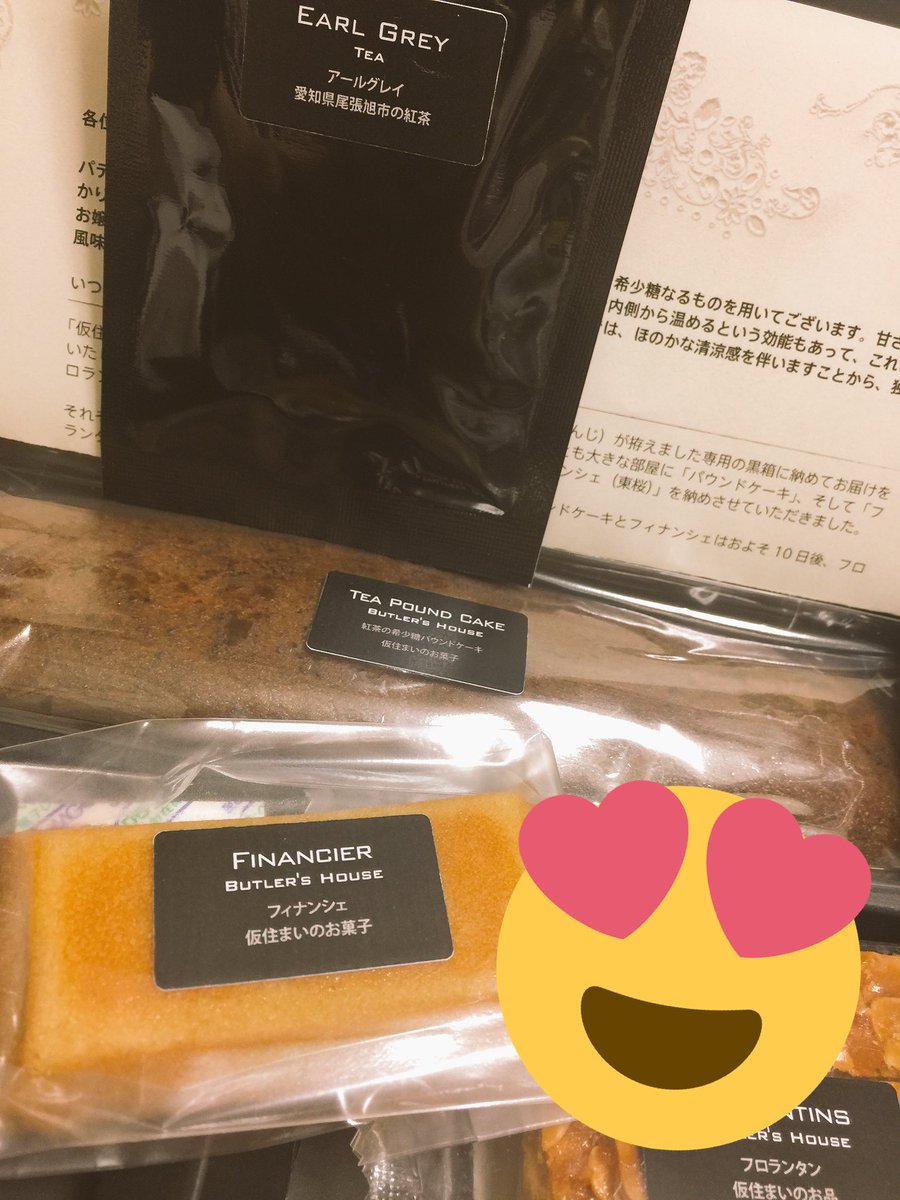 EARL GREY
TEA
アールグレイ
愛知県尾張旭市の紅茶
各位
パテ
かり
お嬢
風味
いつ
「仮住
いたし
ロラン
それぞ
ランタ
希少糖なるものを用いてございます。甘さ
内側から温めるという効能もあって、これ
は、ほのかな清涼感を伴いますことから、独
んじ）が拵えました専用の黒箱に納めてお届けを
とも大きな部屋に「パウンドケーキ」、そして「フ
ンシェ（東桜）」を納めさせていただきました。
ンドケーキとフィナンシェはおよそ10日後、フロ
TEA POUND CAKE
BUTLER'S HOUSE
紅茶の希少糖パウンドケーキ
仮住まいのお菓子
FINANCIER
BUTLER'S HOUSE
フィナンシェ
仮住まいのお菓子
NTINS
ER'S HOUSE
フロランタン
仮住まいのお品